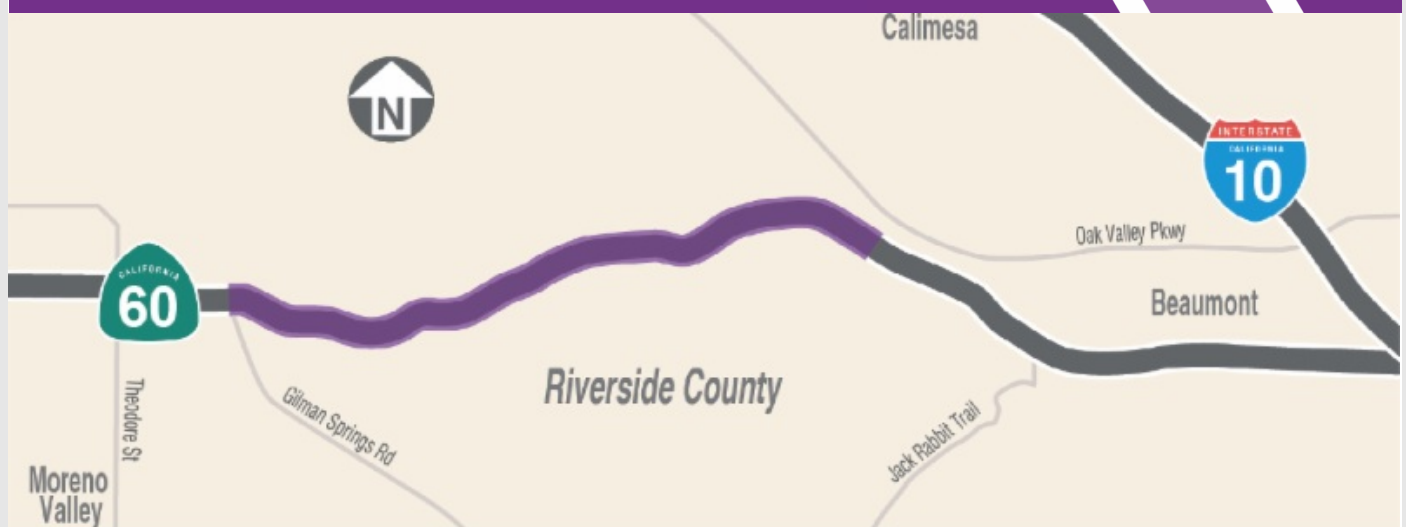 Calimesa
N
INTERSTATE
CALIFORNIA
10
Oak Valley Pkwy
CALIFORNIA
60
Beaumont
Riverside County
Theodore St
Gilman Springs Rd
Jack Rabbit Trail
Moreno
Valley